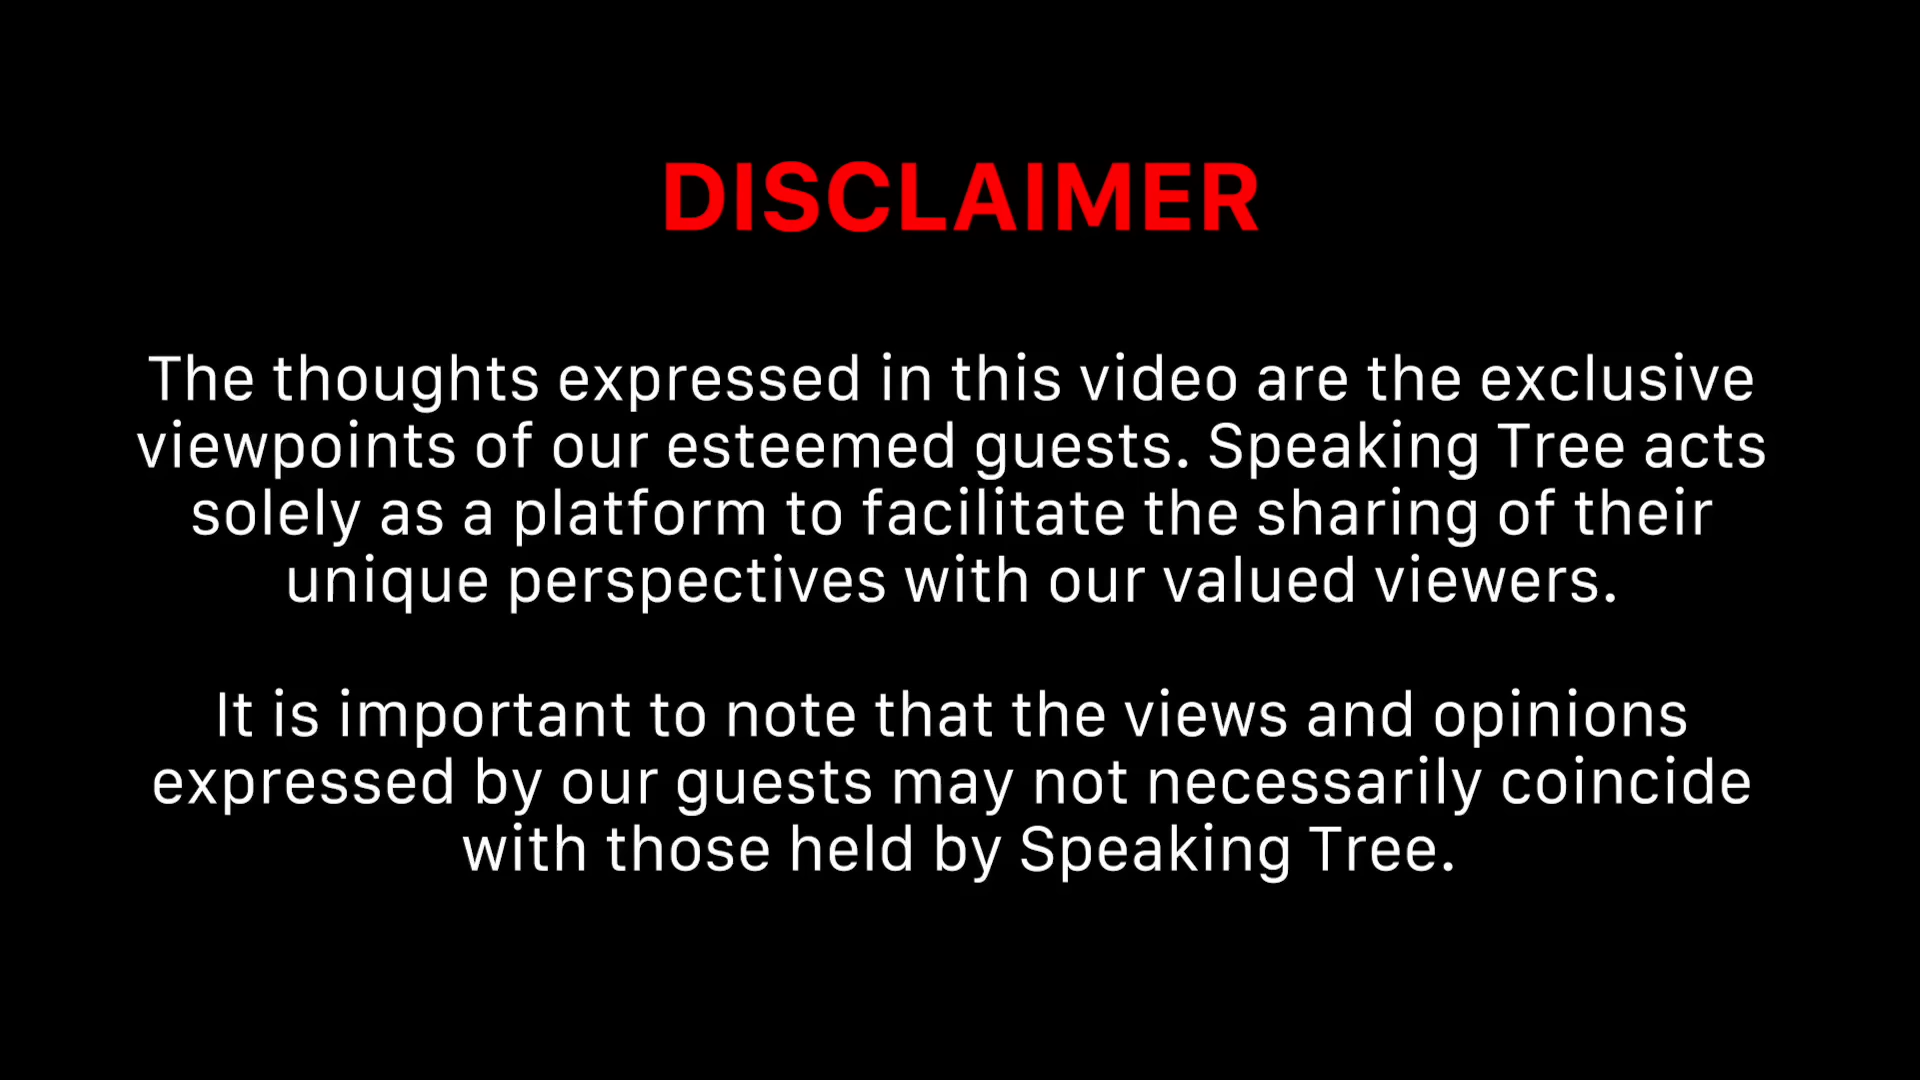 DISCLAIMER
The thoughts expressed in this video are the exclusive
viewpoints of our esteemed guests. Speaking Tree acts
solely as a platform to facilitate the sharing of their
unique perspectives with our valued viewers.
It is important to note that the views and opinions
expressed by our guests may not necessarily coincide
with those held by Speaking Tree.